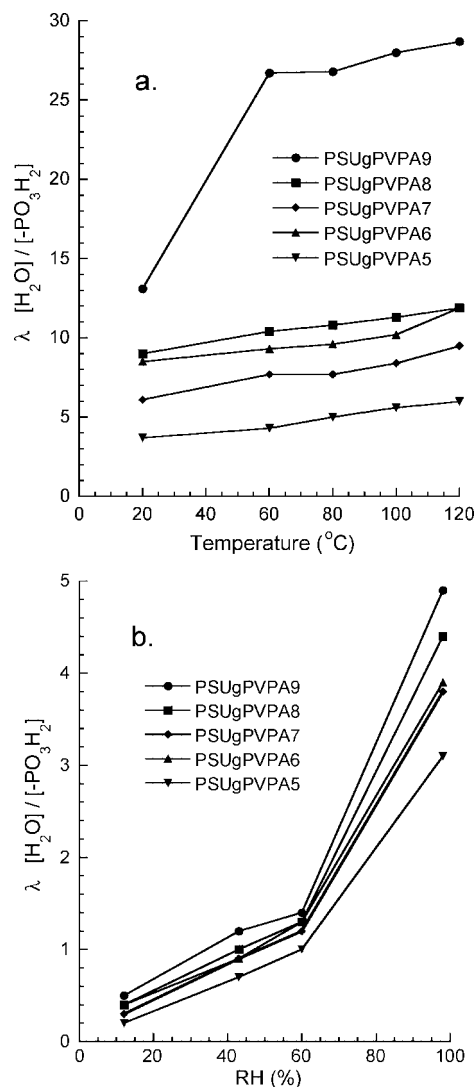 30
25
20
15
10
5
0
λ [H2O] / [-PO3H2]
a.
PSUgPVPA9
PSUgPVPA8
PSUgPVPA7
PSUgPVPA6
PSUgPVPA5
0 20 40 60 80 100 120
Temperature (°C)
5
4
3
2
1
0
λ [H2O] / [-PO3H2]
b.
PSUgPVPA9
PSUgPVPA8
PSUgPVPA7
PSUgPVPA6
PSUgPVPA5
0 20 40 60 80 100
RH (%)